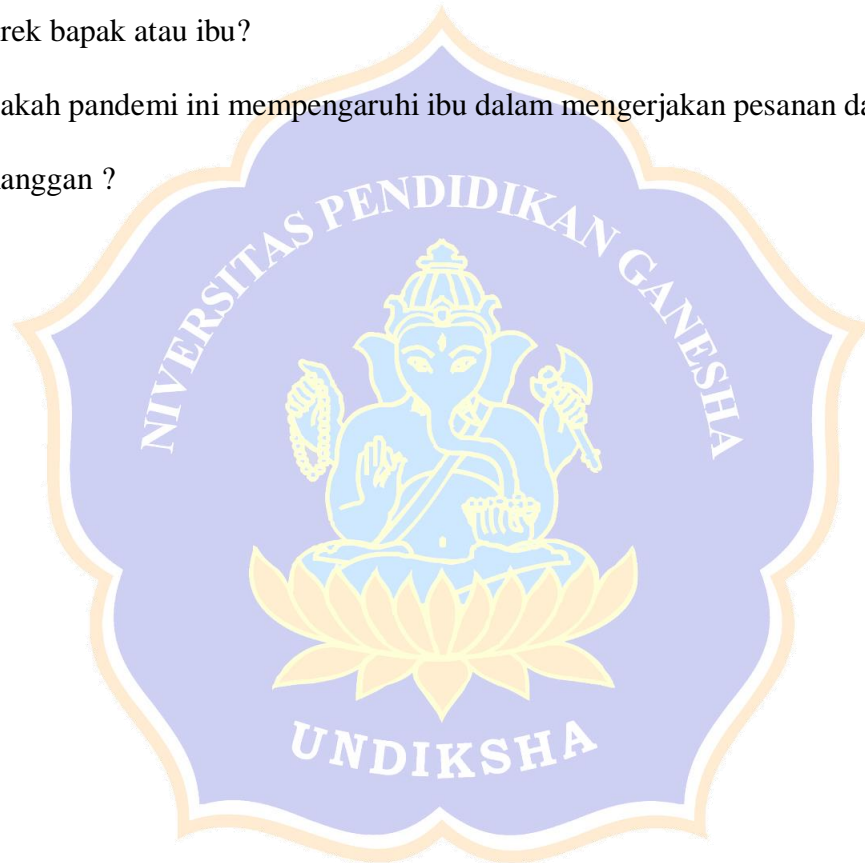 rek bapak atau ibu?
akah pandemi ini mempengaruhi ibu dalam mengerjakan pesanan da
anggan ?
NIVERSITAS PENDIDIKAN GANESHA
UNDIKSHA